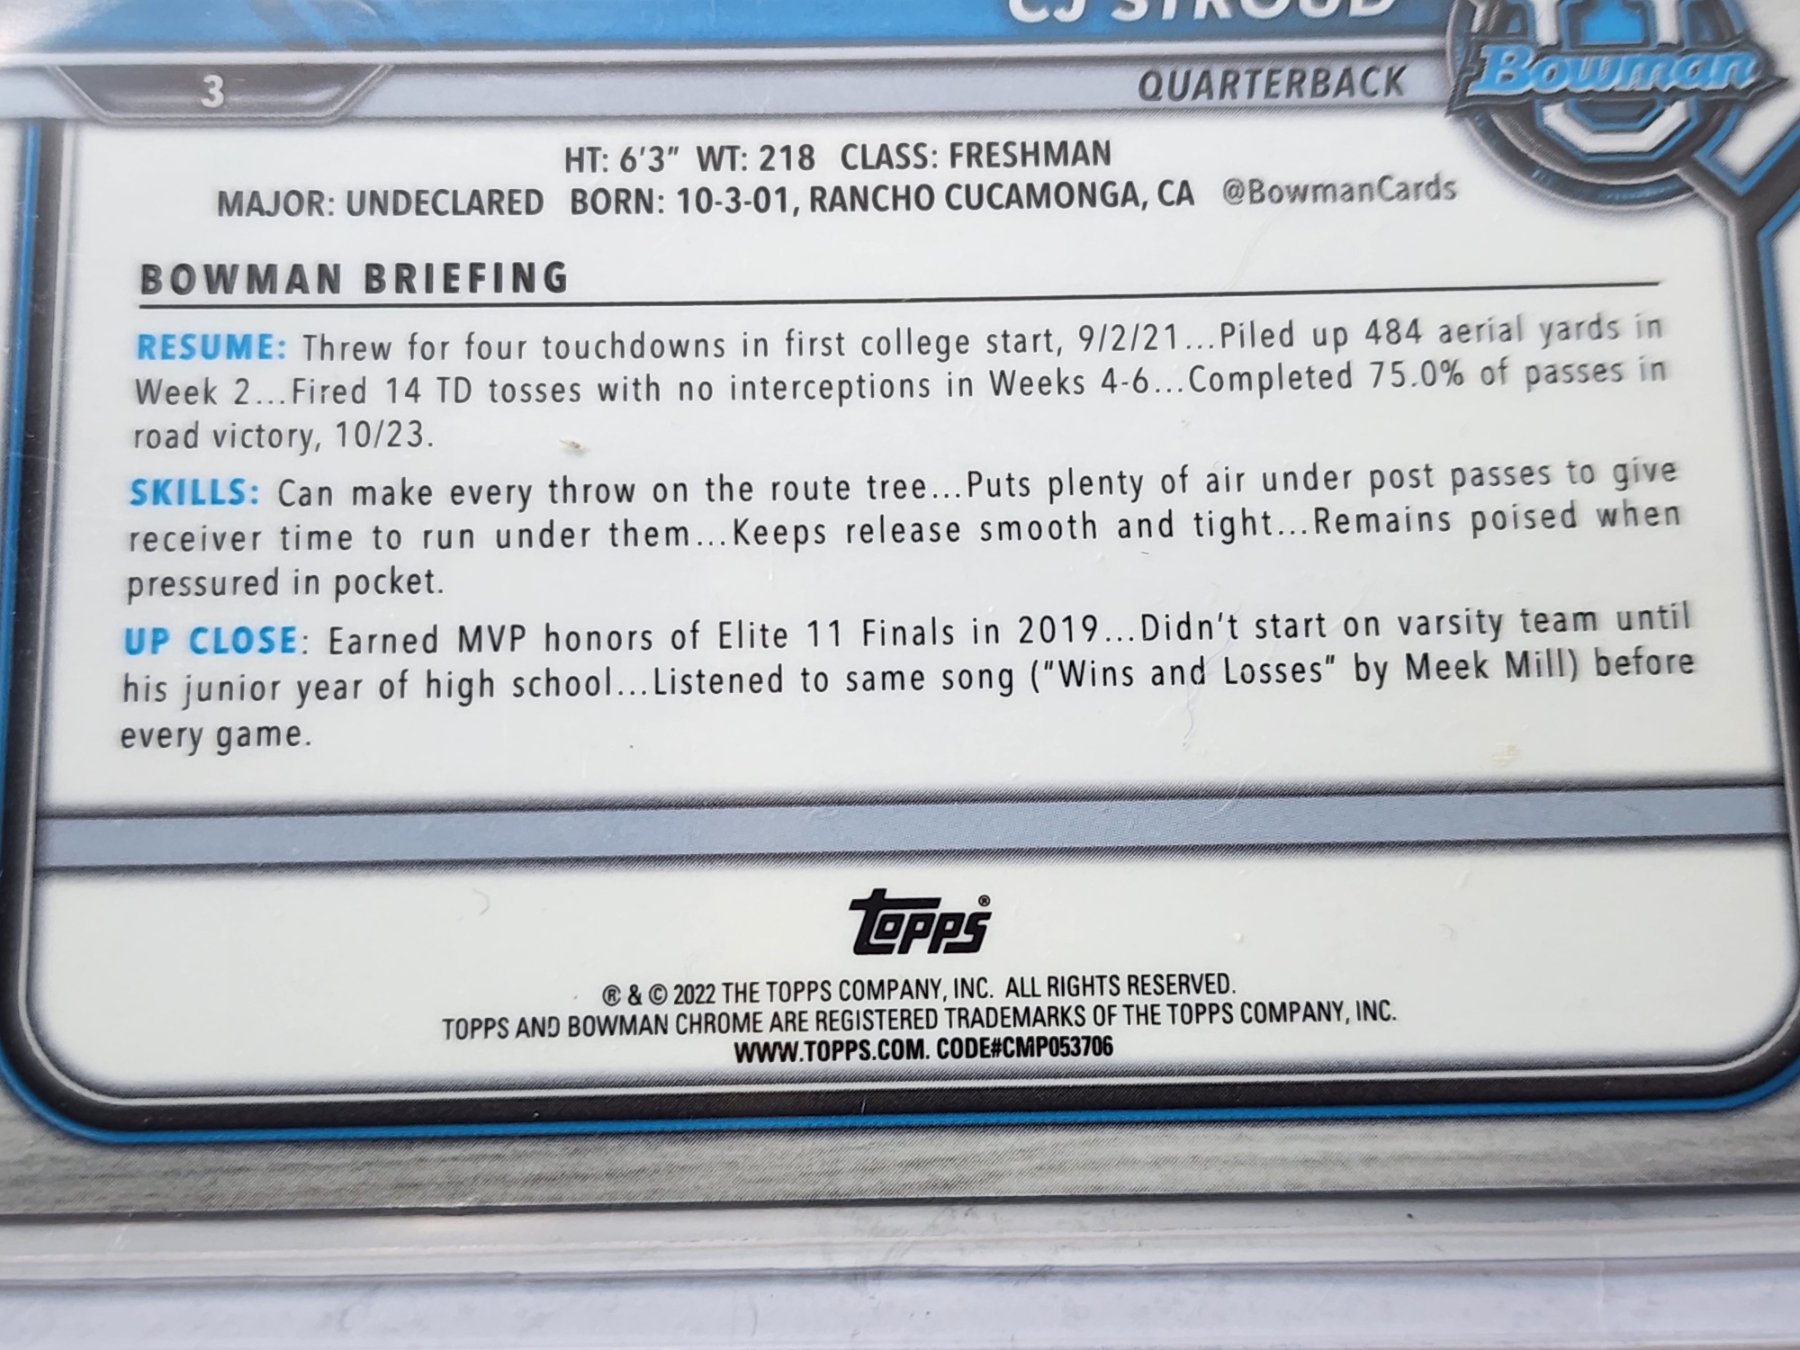 CJ STROUD
3
QUARTERBACK
Bowman
HT: 6'3" WT: 218 CLASS: FRESHMAN
MAJOR: UNDECLARED BORN: 10-3-01, RANCHO CUCAMONGA, CA @BowmanCards
BOWMAN BRIEFING
RESUME: Threw for four touchdowns in first college start, 9/2/21...Piled up 484 aerial yards in
Week 2...Fired 14 TD tosses with no interceptions in Weeks 4-6...Completed 75.0% of passes in
road victory, 10/23.
SKILLS: Can make every throw on the route tree...Puts plenty of air under post passes to give
receiver time to run under them...Keeps release smooth and tight...Remains poised when
pressured in pocket.
UP CLOSE: Earned MVP honors of Elite 11 Finals in 2019...Didn't start on varsity team until
his junior year of high school...Listened to same song ("Wins and Losses" by Meek Mill) before
every game.
TOPPS®
® & © 2022 THE TOPPS COMPANY, INC. ALL RIGHTS RESERVED.
TOPPS AND BOWMAN CHROME ARE REGISTERED TRADEMARKS OF THE TOPPS COMPANY, INC.
WWW.TOPPS.COM. CODE#CMP053706